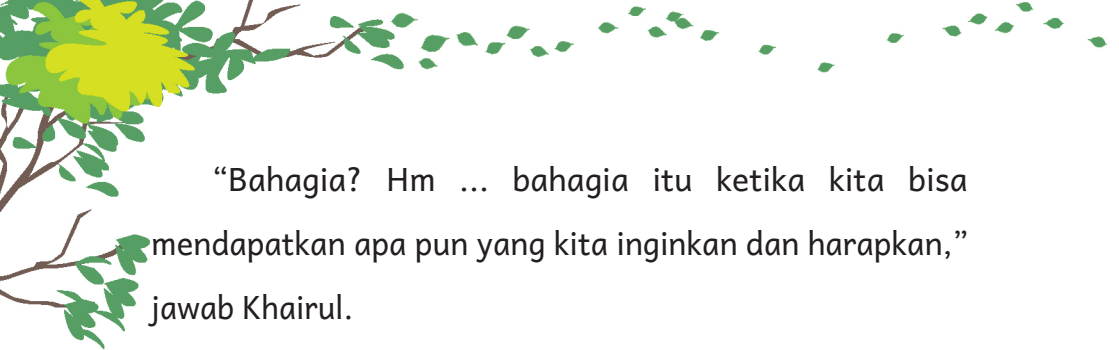 “Bahagia? Hm ... bahagia itu ketika kita bisa
mendapatkan apa pun yang kita inginkan dan harapkan,”
jawab Khairul.